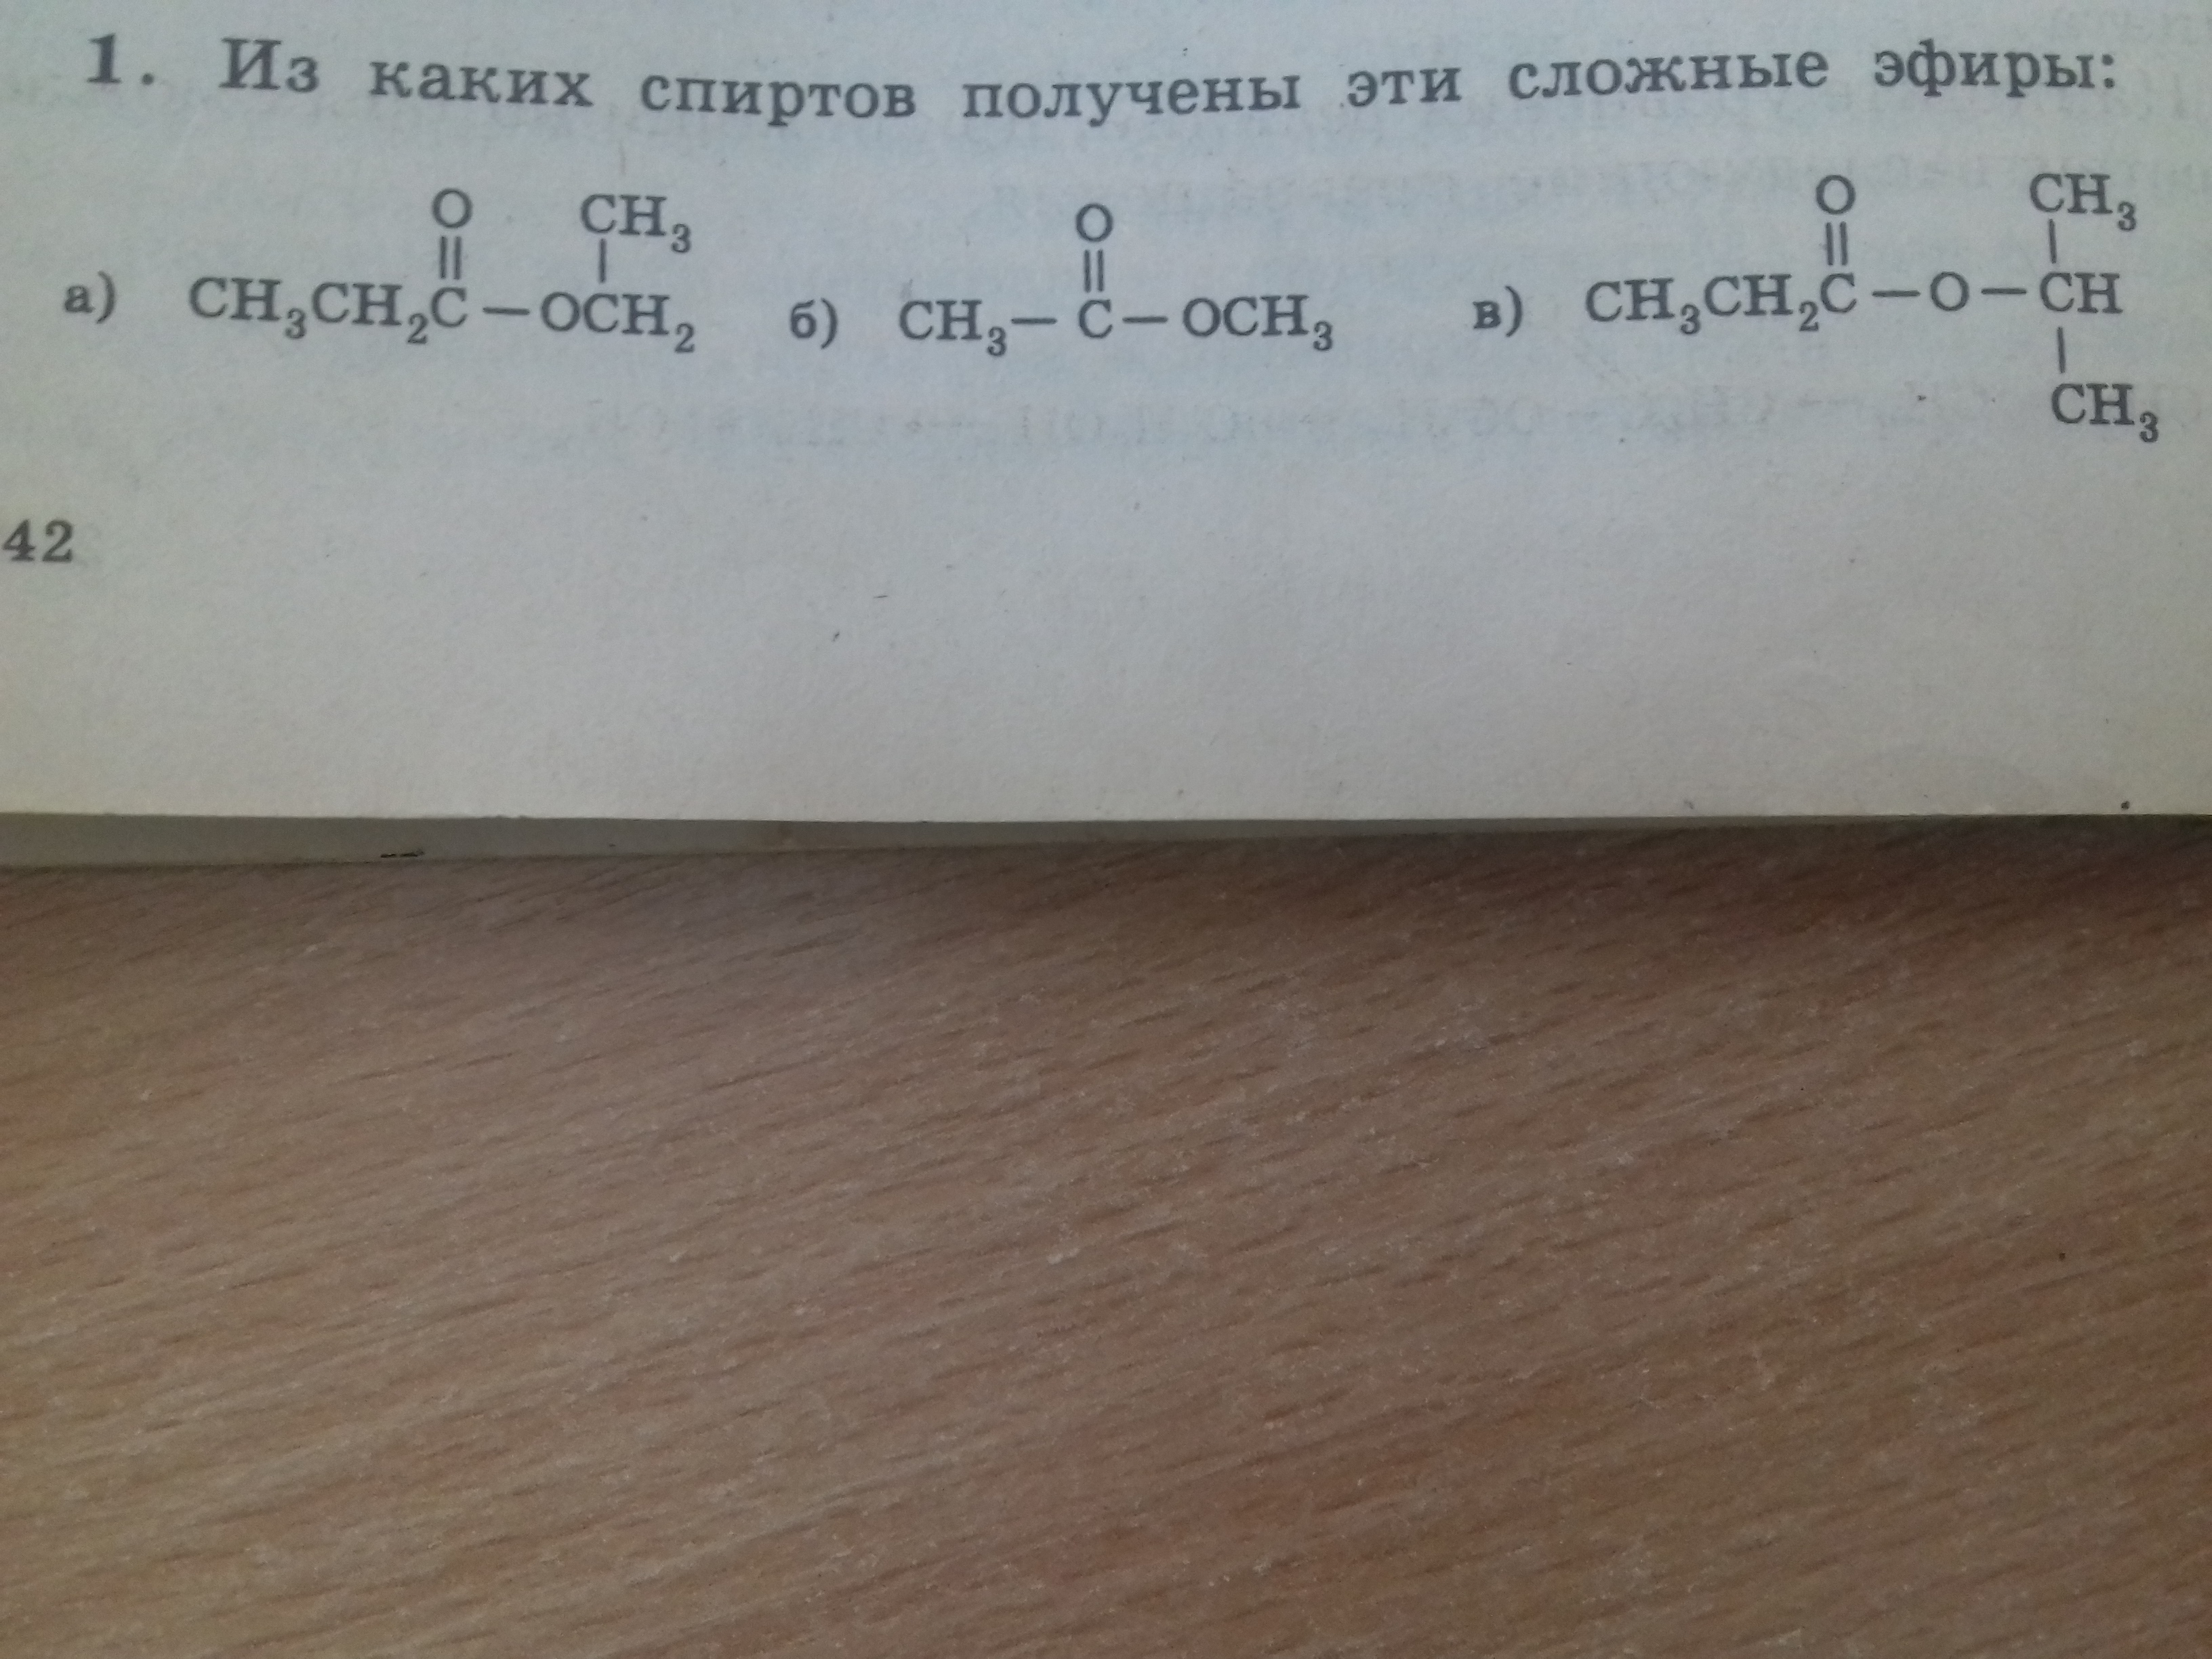 1. Из каких спиртов получены эти сложные эфиры:
O CH₃ O O CH₃
|| | || || |
а) CH₃CH₂C—OCH₂ б) CH₃—C—OCH₃ в) CH₃CH₂C—O—CH
|
CH₃
42